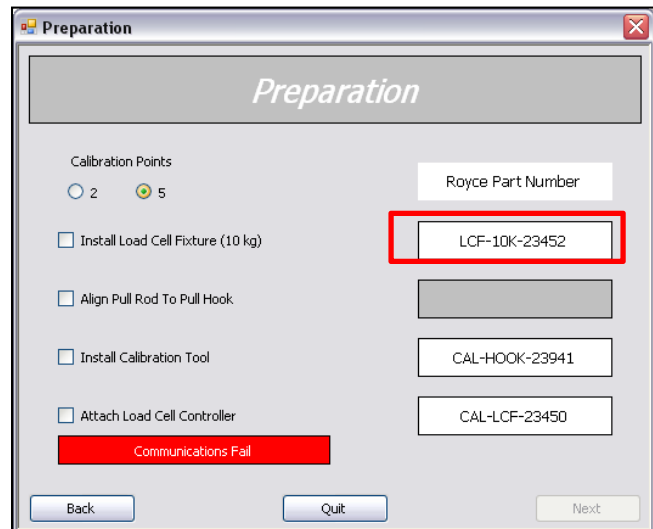 Preparation
Preparation
Calibration Points
2 5
Royce Part Number
Install Load Cell Fixture (10 kg)
LCF-10K-23452
Align Pull Rod To Pull Hook
Install Calibration Tool
CAL-HOOK-23941
Attach Load Cell Controller
CAL-LCF-23450
Communications Fail
Back Quit Next